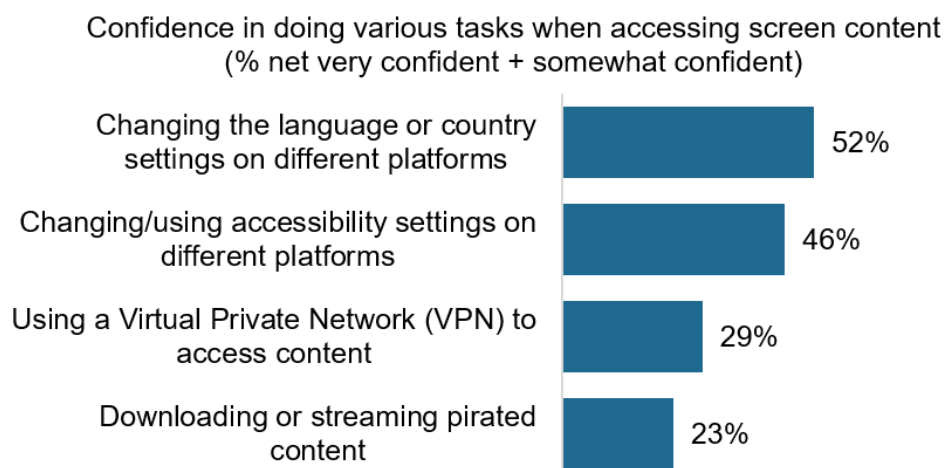 Confidence in doing various tasks when accessing screen content
(% net very confident + somewhat confident)
Changing the language or country
settings on different platforms
52%
Changing/using accessibility settings on
different platforms
46%
Using a Virtual Private Network (VPN) to
access content
29%
Downloading or streaming pirated
content
23%